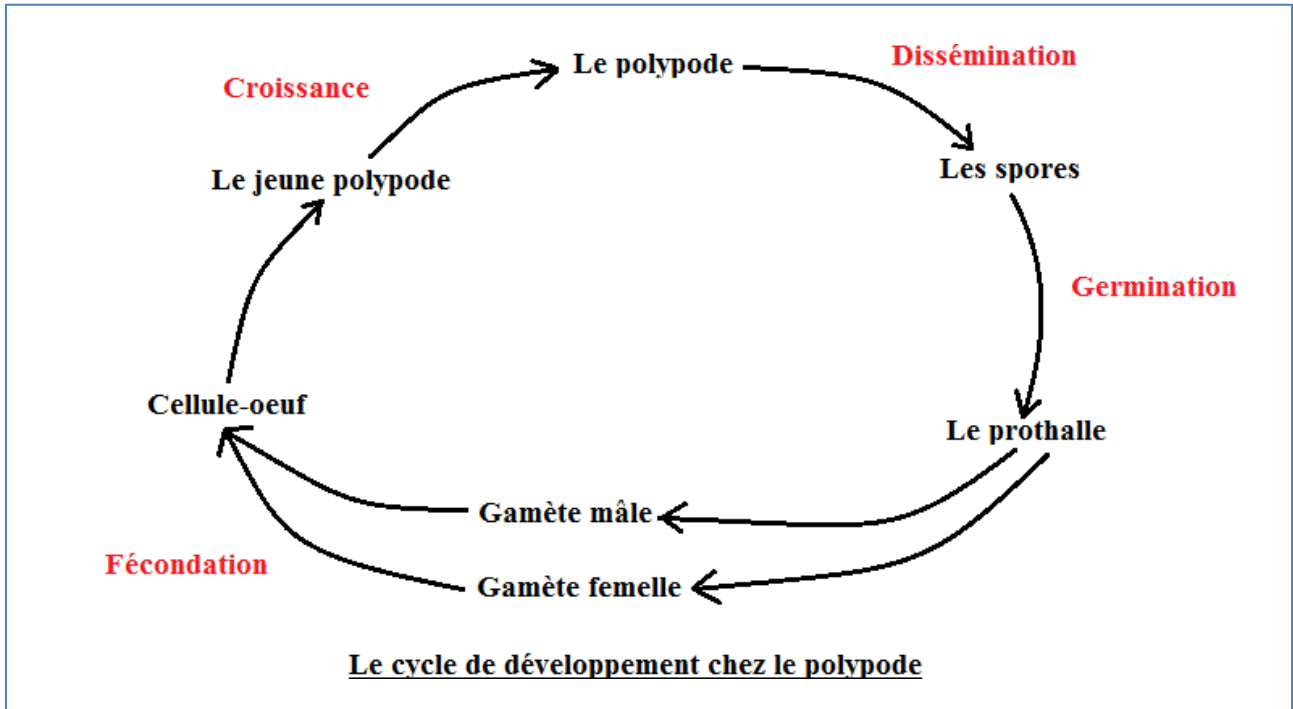 Le polypode
Dissémination
Croissance
Les spores
Le jeune polypode
Germination
Cellule-oeuf
Le prothalle
Gamète mâle
Fécondation
Gamète femelle
Le cycle de développement chez le polypode